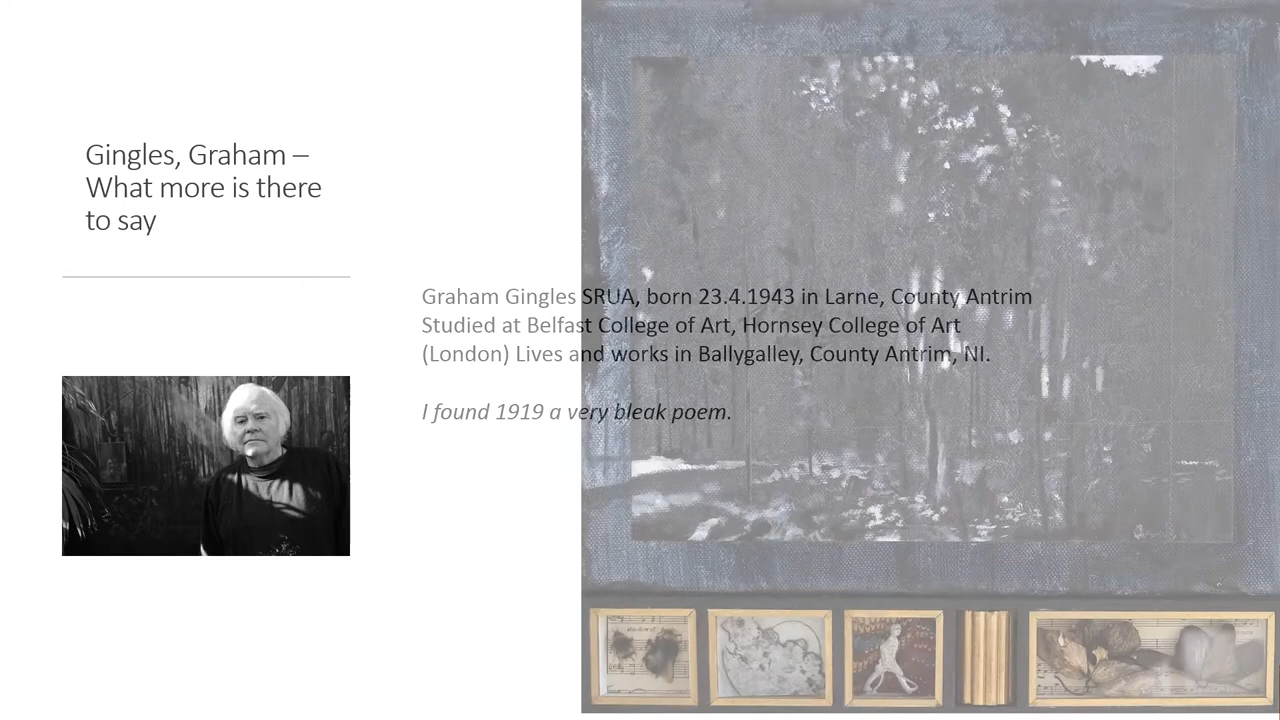 Gingles, Graham –
What more is there
to say
Graham Gingles SRUA, born 23.4.1943 in Larne, County Antrim
Studied at Belfast College of Art, Hornsey College of Art
(London) Lives and works in Ballygalley, County Antrim, NI.
I found 1919 a very bleak poem.